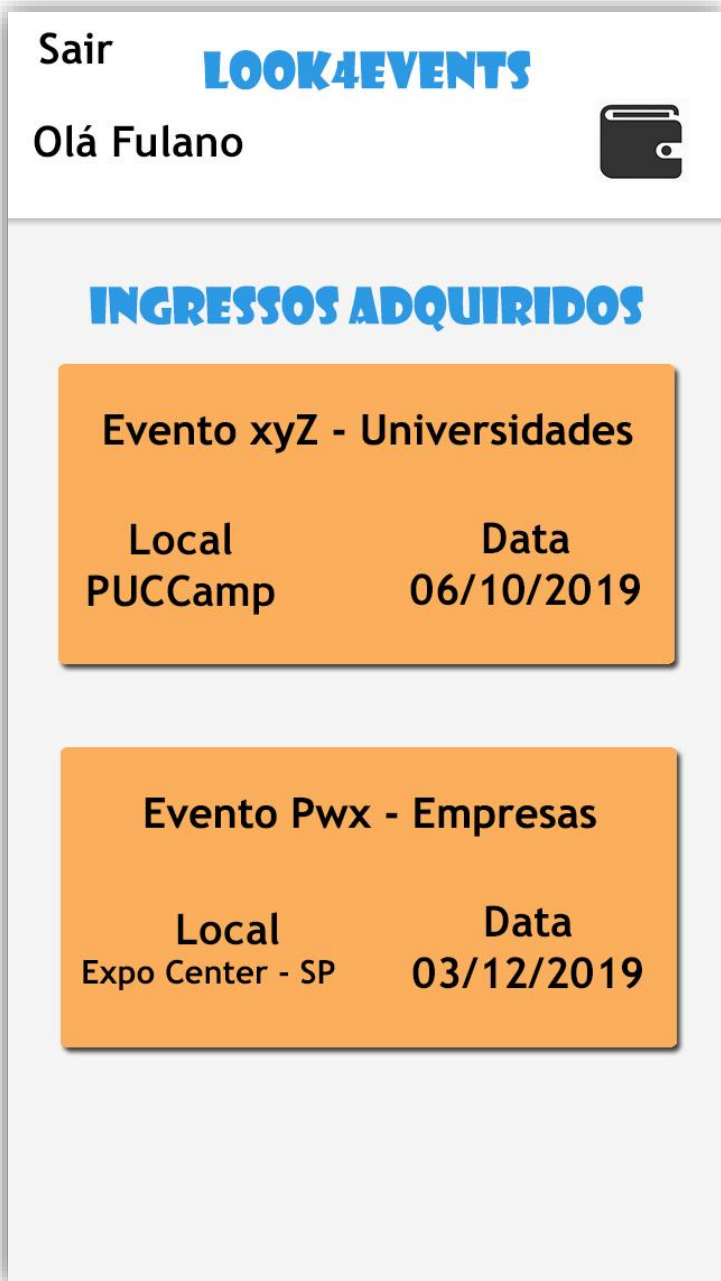 Sair
LOOK4EVENTS
Olá Fulano
INGRESSOS ADQUIRIDOS
Evento xyZ - Universidades
Local
PUCCamp
Data
06/10/2019
Evento Pwx - Empresas
Local
Expo Center - SP
Data
03/12/2019